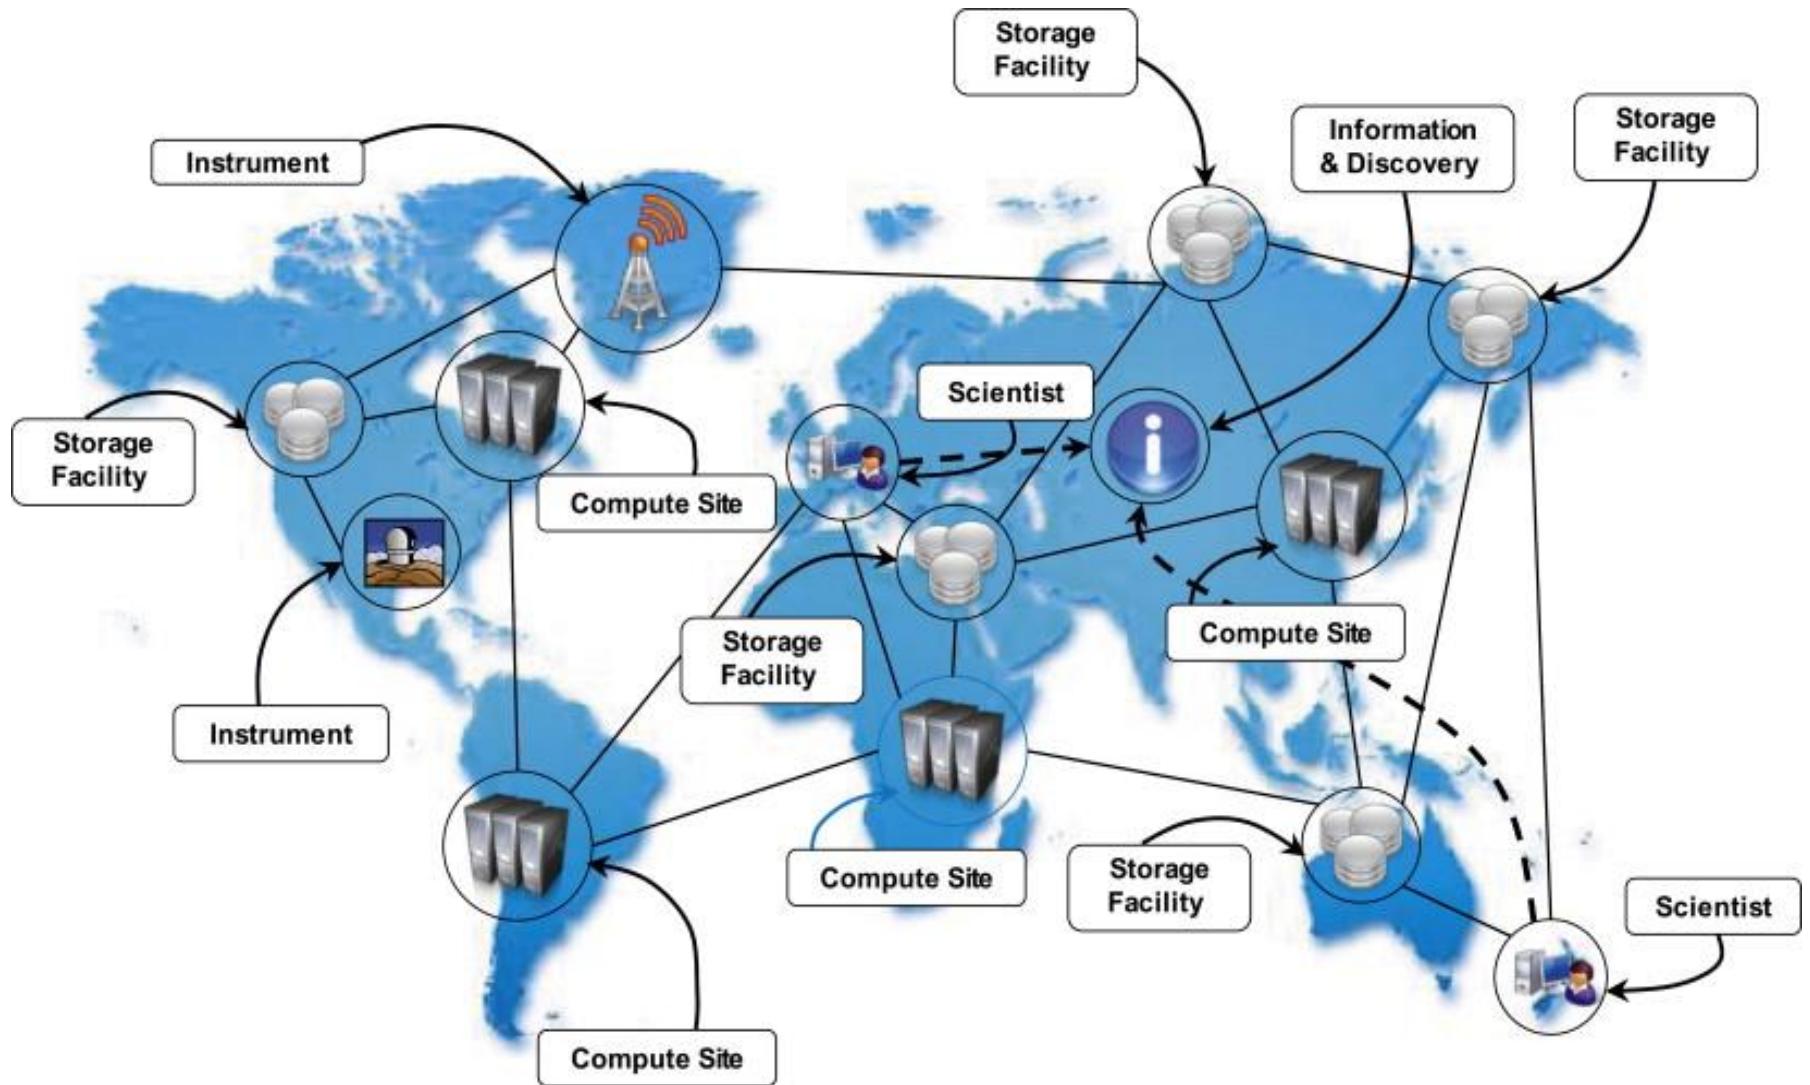 Storage
Facility
Information
& Discovery
Storage
Facility
Instrument
Scientist
Storage
Facility
Compute Site
Storage
Facility
Compute Site
Instrument
Compute Site
Storage
Facility
Scientist
Compute Site